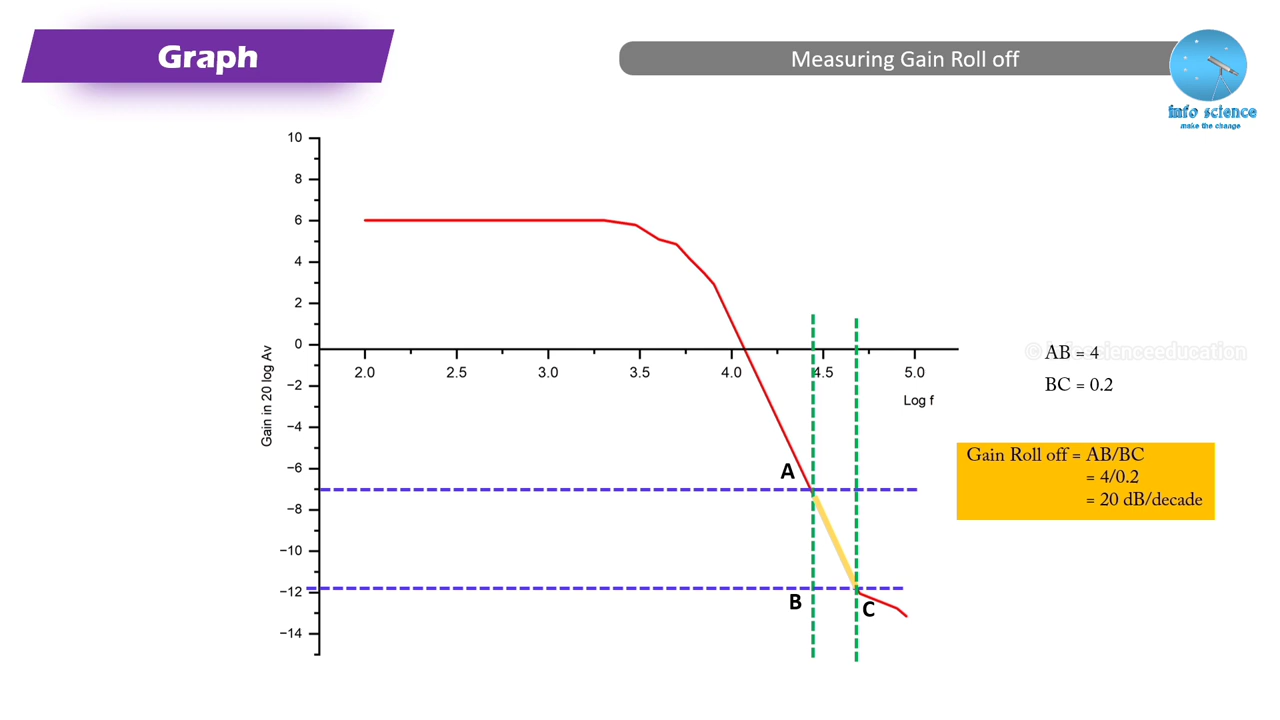 Graph
Measuring Gain Roll off
info science
make the change
10
8
6
4
2
0
−2
−4
−6
−8
−10
−12
−14
Gain in 20 log Av
2.0
2.5
3.0
3.5
4.0
4.5
5.0
Log f
A
B
C
AB = 4
BC = 0.2
Gain Roll off = AB/BC
= 4/0.2
= 20 dB/decade